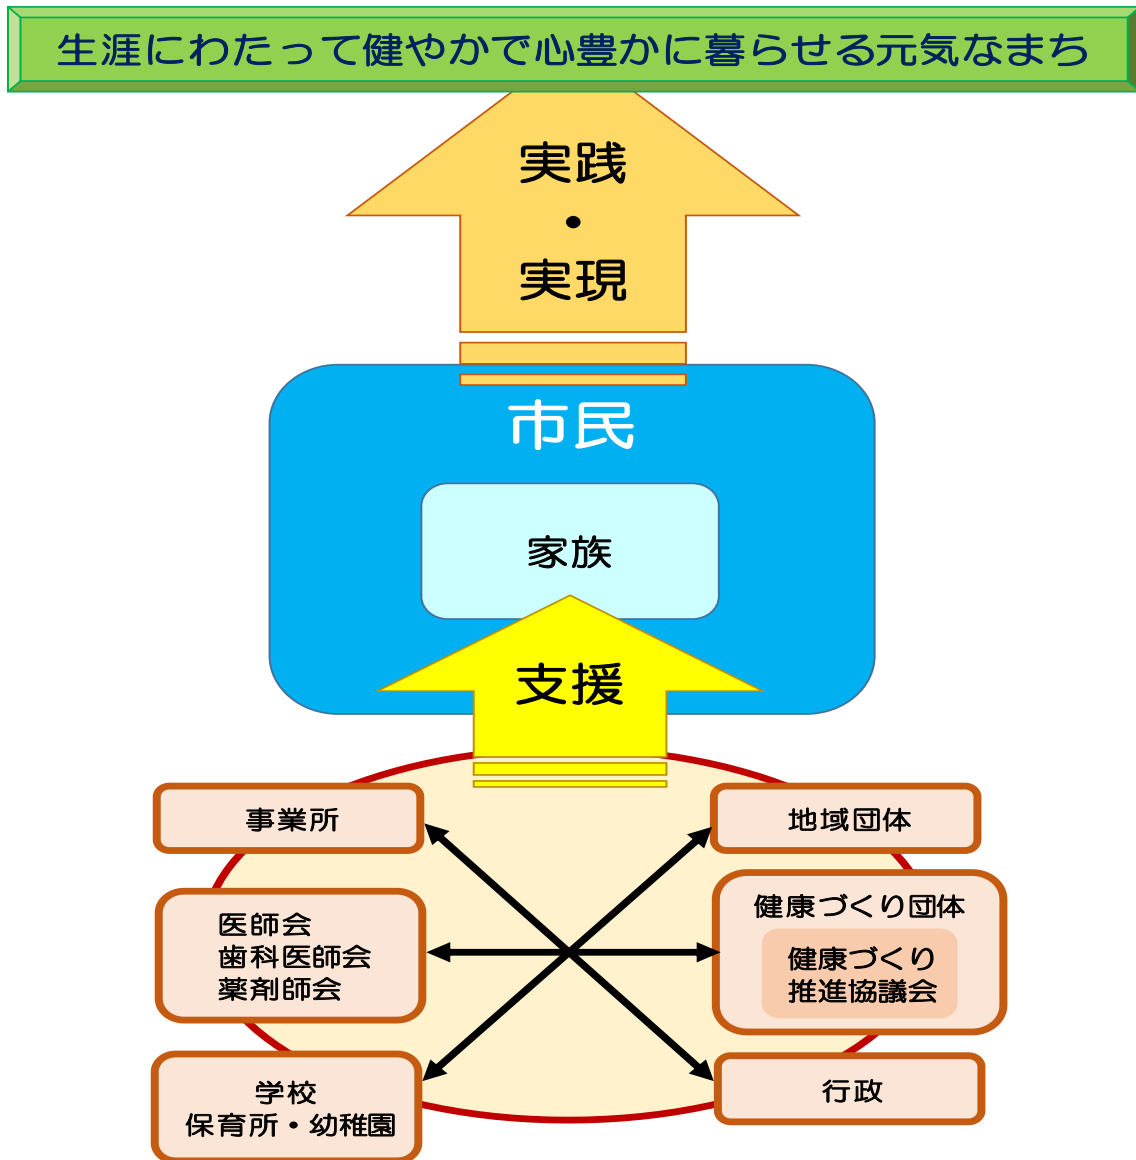 生涯にわたって健やかで心豊かに暮らせる元気なまち
実践
・
実現
市民
家族
支援
事業所
地域団体
医師会
歯科医師会
薬剤師会
健康づくり団体
健康づくり
推進協議会
学校
保育所・幼稚園
行政